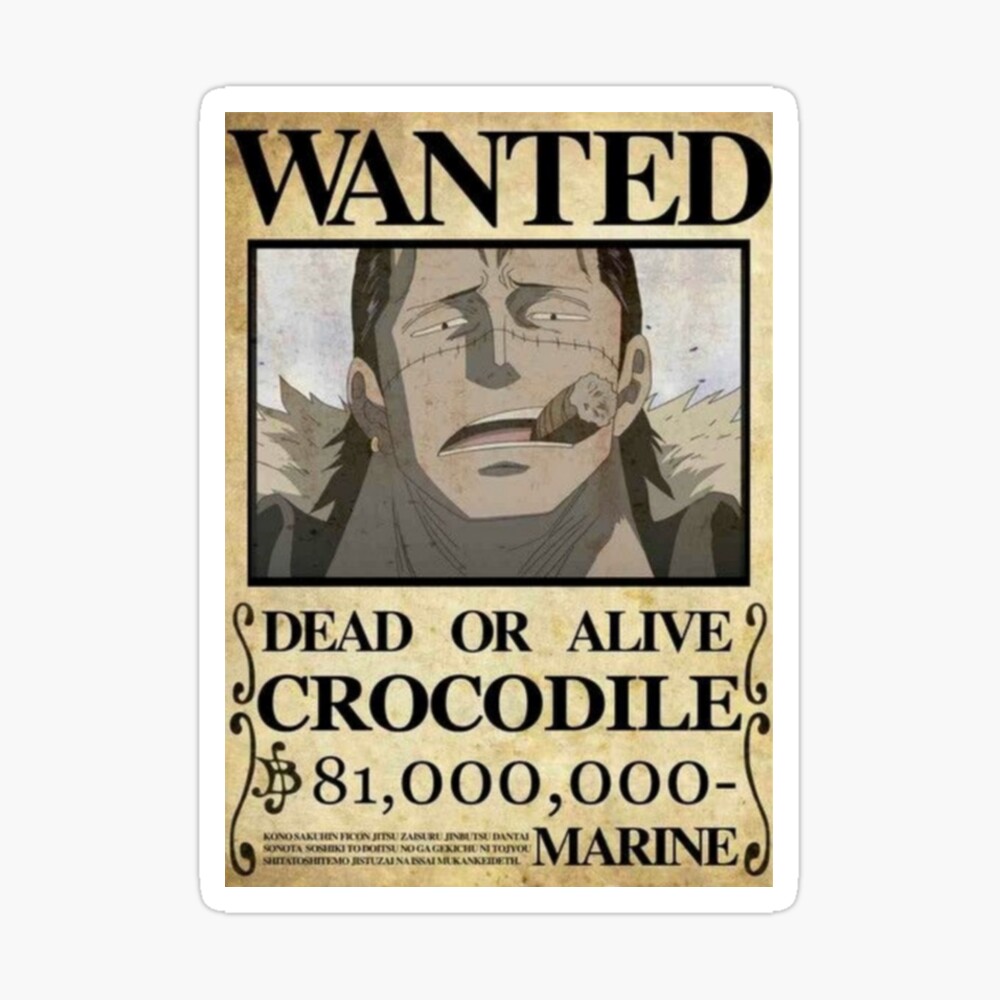 WANTED
DEAD OR ALIVE
CROCODILE
฿81,000,000-
KONO SAKUHIN FICON JITSU ZAISURU JINBUTSU DANTAI
SONOTA SOSHIKI TO DOITSU NO GA GEKICHU NI TOJYOU
SHITATOSHITEMO JISTUZAI NA ISSAI MUKANKEIDETH.
MARINE